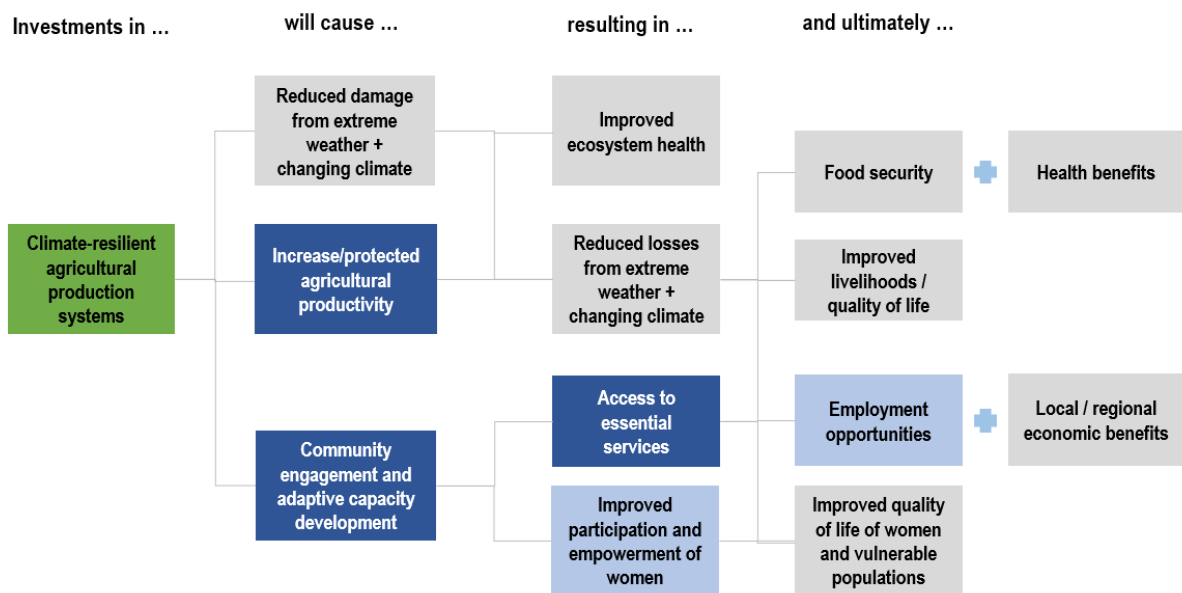 Investments in …
will cause …
resulting in …
and ultimately …
Climate-resilient
agricultural
production
systems
Reduced damage
from extreme
weather +
changing climate
Increase/protected
agricultural
productivity
Community
engagement and
adaptive capacity
development
Improved
ecosystem health
Reduced losses
from extreme
weather +
changing climate
Access to
essential
services
Improved
participation and
empowerment of
women
Food security
Health benefits
Improved
livelihoods /
quality of life
Employment
opportunities
Local / regional
economic benefits
Improved quality
of life of women
and vulnerable
populations